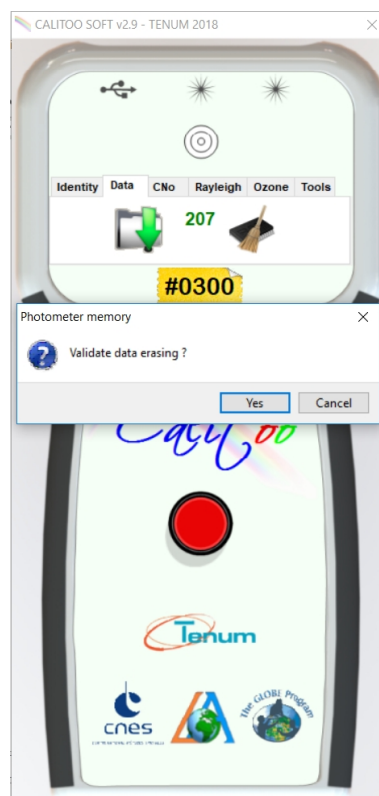 CALITOO SOFT v2.9 - TENUM 2018
Identity Data CNo Rayleigh Ozone Tools
207
#0300
Photometer memory
Validate data erasing ?
Yes Cancel
Calitoo
Tenum
The GLOBE Program
cnes